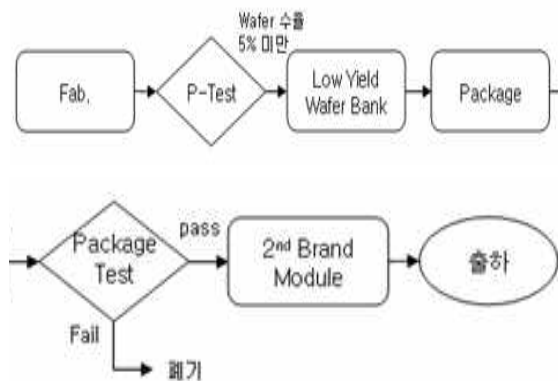 Wafer 수율
5% 미만
Fab.
P-Test
Low Yield
Wafer Bank
Package
Package
Test
pass
2nd Brand
Module
출하
Fail
폐기